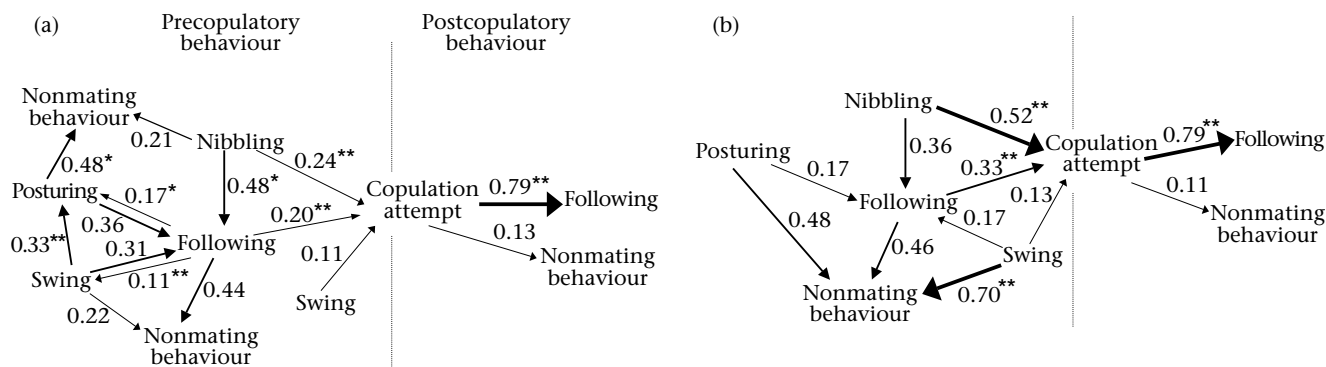 (a)
Precopulatory
behaviour
Postcopulatory
behaviour
Nonmating
behaviour
0.21
Nibbling
0.48*
0.24**
Posturing
0.17*
0.48*
Copulation
attempt
0.79**
Following
0.36
0.20**
Following
0.33**
0.31
0.11
0.13
Nonmating
behaviour
Swing
0.11**
0.44
Swing
0.22
Nonmating
behaviour
(b)
Nibbling
0.52**
0.79**
Following
Posturing
0.36
Copulation
attempt
0.17
0.33**
0.11
Following
0.13
Nonmating
behaviour
0.48
0.17
0.46
Swing
Nonmating
behaviour
0.70**